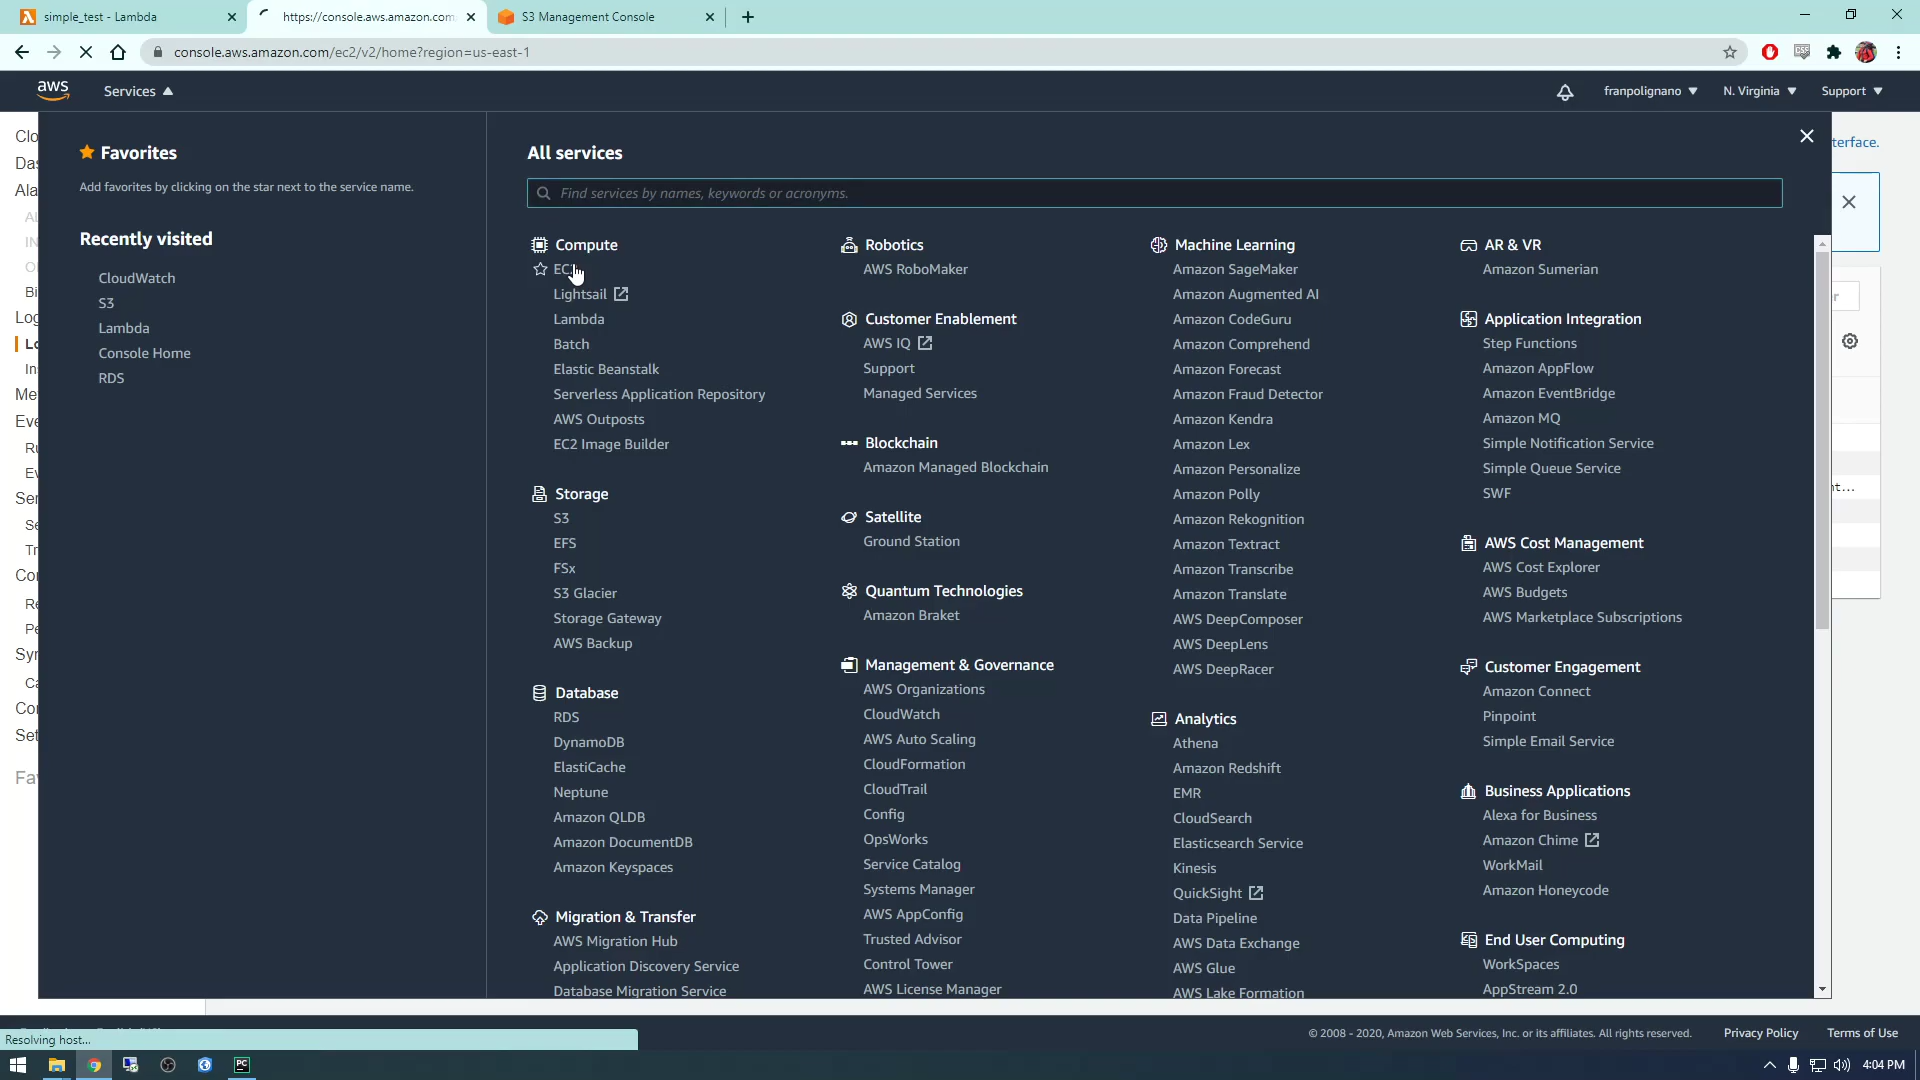 simple_test - Lambda
https://console.aws.amazon.com
S3 Management Console
console.aws.amazon.com/ec2/v2/home?region=us-east-1
aws
Services
franpolignano
N. Virginia
Support
Favorites
Add favorites by clicking on the star next to the service name.
Recently visited
CloudWatch
S3
Lambda
Console Home
RDS
All services
Find services by names, keywords or acronyms.
Compute
EC2
Lightsail
Lambda
Batch
Elastic Beanstalk
Serverless Application Repository
AWS Outposts
EC2 Image Builder
Storage
S3
EFS
FSx
S3 Glacier
Storage Gateway
AWS Backup
Database
RDS
DynamoDB
ElastiCache
Neptune
Amazon QLDB
Amazon DocumentDB
Amazon Keyspaces
Migration & Transfer
AWS Migration Hub
Application Discovery Service
Database Migration Service
Robotics
AWS RoboMaker
Customer Enablement
AWS IQ
Support
Managed Services
Blockchain
Amazon Managed Blockchain
Satellite
Ground Station
Quantum Technologies
Amazon Braket
Management & Governance
AWS Organizations
CloudWatch
AWS Auto Scaling
CloudFormation
CloudTrail
Config
OpsWorks
Service Catalog
Systems Manager
AWS AppConfig
Trusted Advisor
Control Tower
AWS License Manager
Machine Learning
Amazon SageMaker
Amazon Augmented AI
Amazon CodeGuru
Amazon Comprehend
Amazon Forecast
Amazon Fraud Detector
Amazon Kendra
Amazon Lex
Amazon Personalize
Amazon Polly
Amazon Rekognition
Amazon Textract
Amazon Transcribe
Amazon Translate
AWS DeepComposer
AWS DeepLens
AWS DeepRacer
Analytics
Athena
Amazon Redshift
EMR
CloudSearch
Elasticsearch Service
Kinesis
QuickSight
Data Pipeline
AWS Data Exchange
AWS Glue
AWS Lake Formation
AR & VR
Amazon Sumerian
Application Integration
Step Functions
Amazon AppFlow
Amazon EventBridge
Amazon MQ
Simple Notification Service
Simple Queue Service
SWF
AWS Cost Management
AWS Cost Explorer
AWS Budgets
AWS Marketplace Subscriptions
Customer Engagement
Amazon Connect
Pinpoint
Simple Email Service
Business Applications
Alexa for Business
Amazon Chime
WorkMail
Amazon Honeycode
End User Computing
WorkSpaces
AppStream 2.0
terface.
Resolving host...
© 2008 - 2020, Amazon Web Services, Inc. or its affiliates. All rights reserved.
Privacy Policy
Terms of Use
4:04 PM